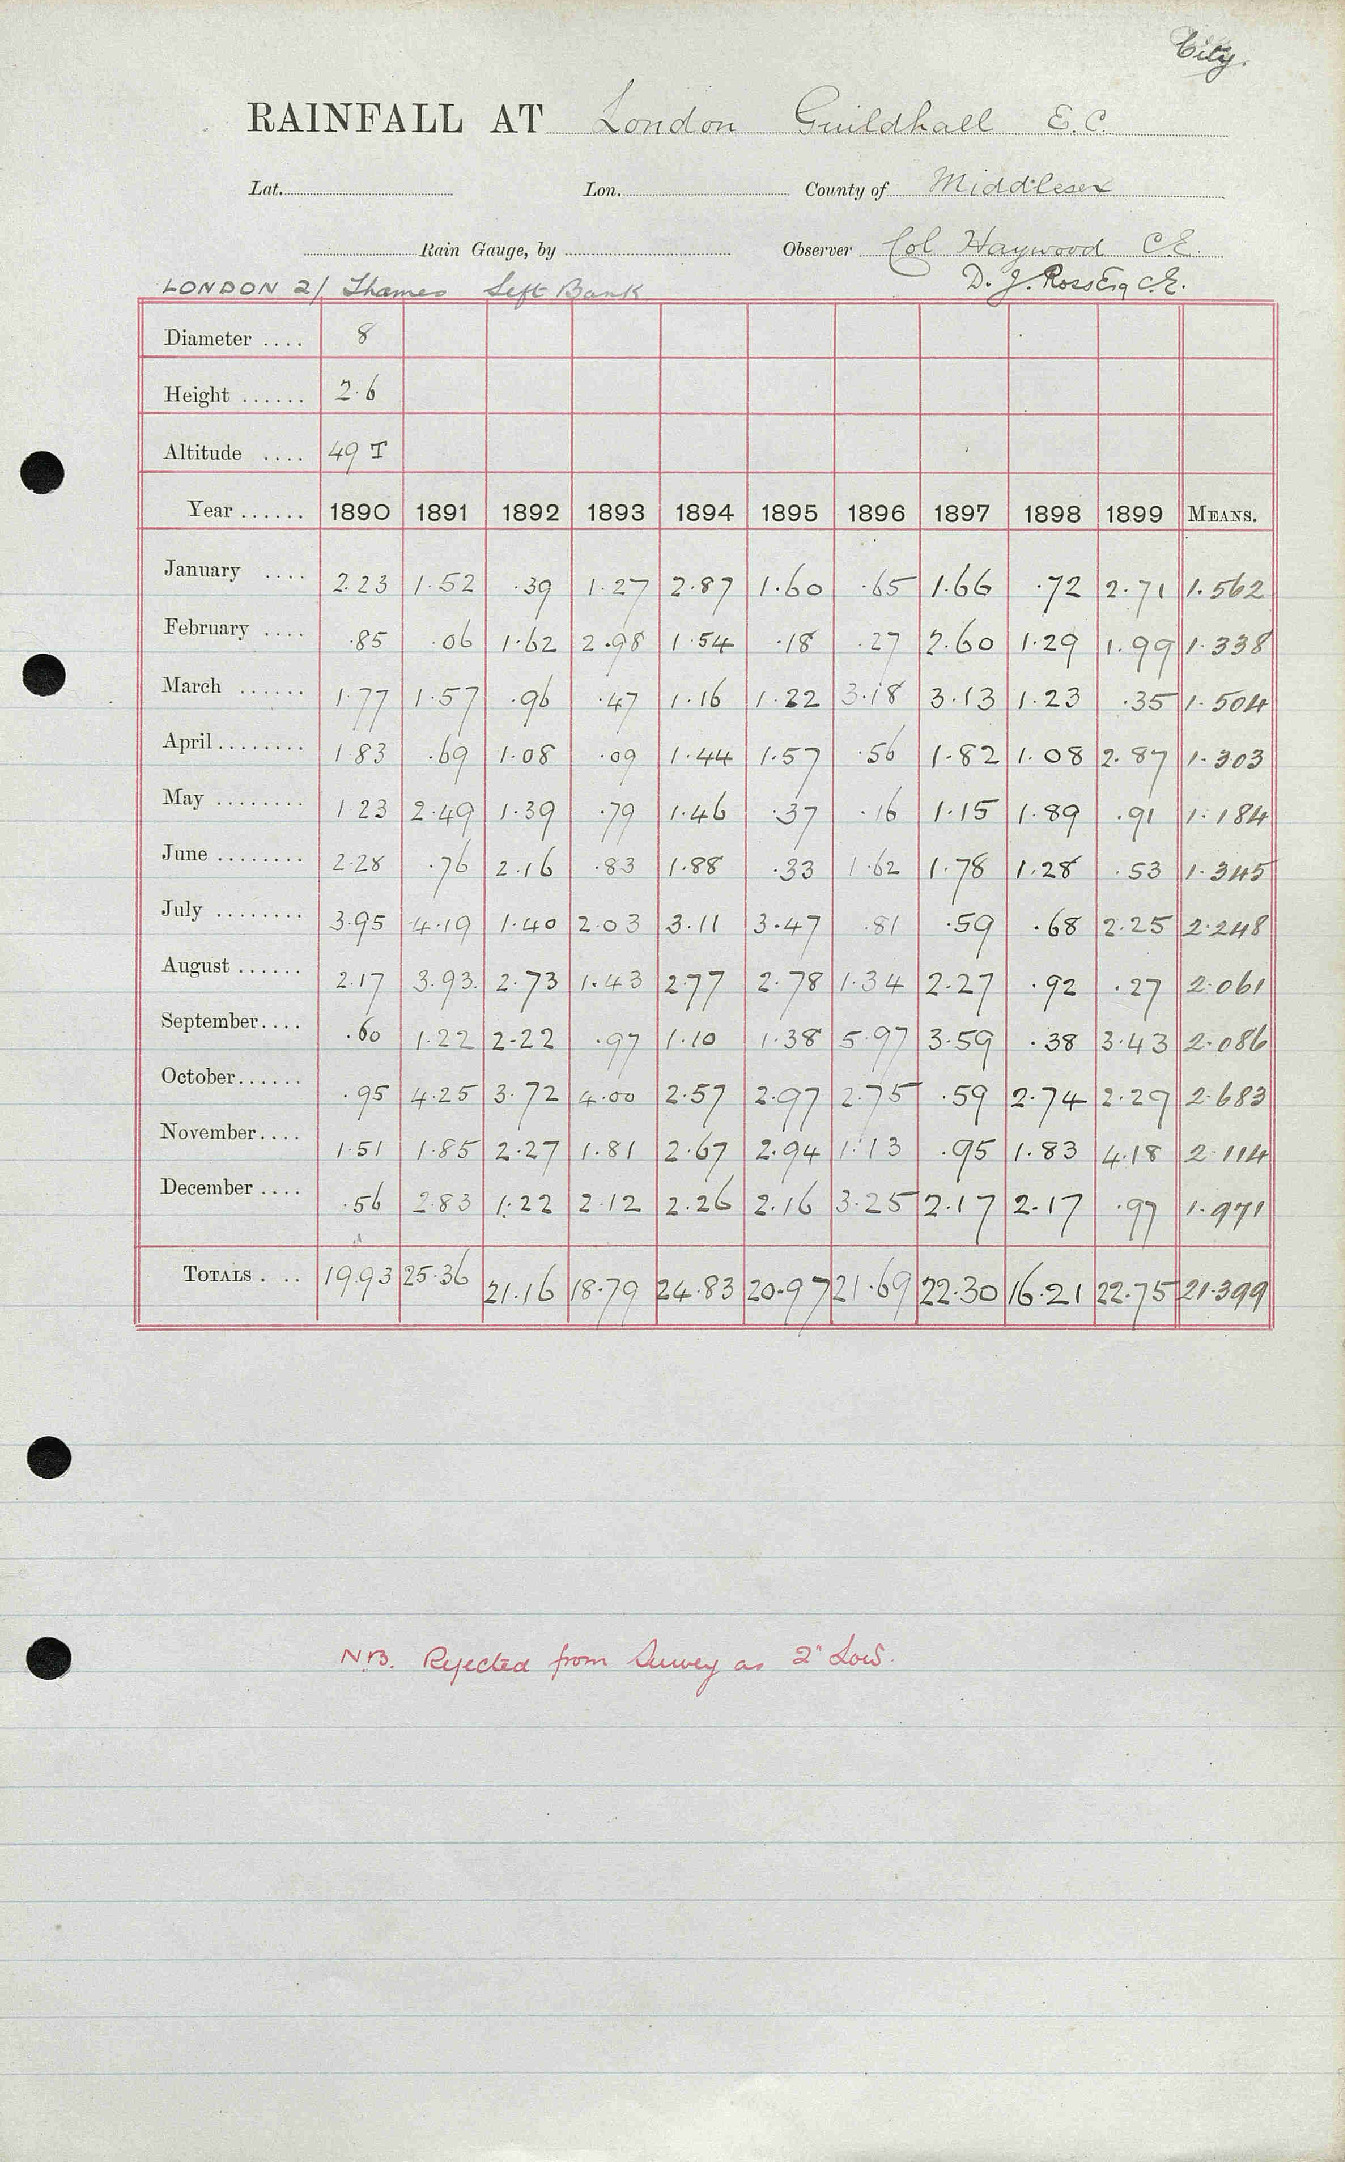 City.
RAINFALL AT London Guildhall E.C.
Lat. Lon. County of Middlesex
Rain Gauge, by Observer Col Haywood C.E.
LONDON 2/ Thames Left Bank D. J. Ross Esq C.E.
Diameter .... 8
Height ...... 2.6
Altitude .... 49 T
Year ...... 1890 1891 1892 1893 1894 1895 1896 1897 1898 1899 MEANS.
January .... 2.23 1.52 .39 1.27 2.87 1.60 .65 1.66 .72 2.71 1.562
February .... .85 .06 1.62 2.98 1.54 .18 .27 2.60 1.29 1.99 1.338
March ...... 1.77 1.57 .96 .47 1.16 1.22 3.18 3.13 1.23 .35 1.504
April ........ 1 83 .69 1.08 .09 1.44 1.57 .56 1.82 1.08 2.87 1.303
May ........ 1 23 2.49 1.39 .79 1.46 .37 .16 1.15 1.89 .91 1.184
June ........ 2.28 .76 2.16 .83 1.88 .33 1.62 1.78 1.28 .53 1.345
July ........ 3.95 4.19 1.40 2.03 3.11 3.47 .81 .59 .68 2.25 2.248
August ...... 2.17 3.93 2.73 1.43 2.77 2.78 1.34 2.27 .92 .27 2.061
September .... .60 1.22 2.22 .97 1.10 1.38 5.97 3.59 .38 3.43 2.086
October ...... .95 4.25 3.72 4.00 2.57 2.97 2.75 .59 2.74 2.29 2.683
November .... 1.51 1.85 2.27 1.81 2.67 2.94 1.13 .95 1.83 4.18 2.114
December .... .56 2.83 1.22 2.12 2.26 2.16 3.25 2.17 2.17 .97 1.971
TOTALS . .. 19.93 25.36 21.16 18.79 24.83 20.97 21.69 22.30 16.21 22.75 21.399
NB. Rejected from Survey as 2" Low.